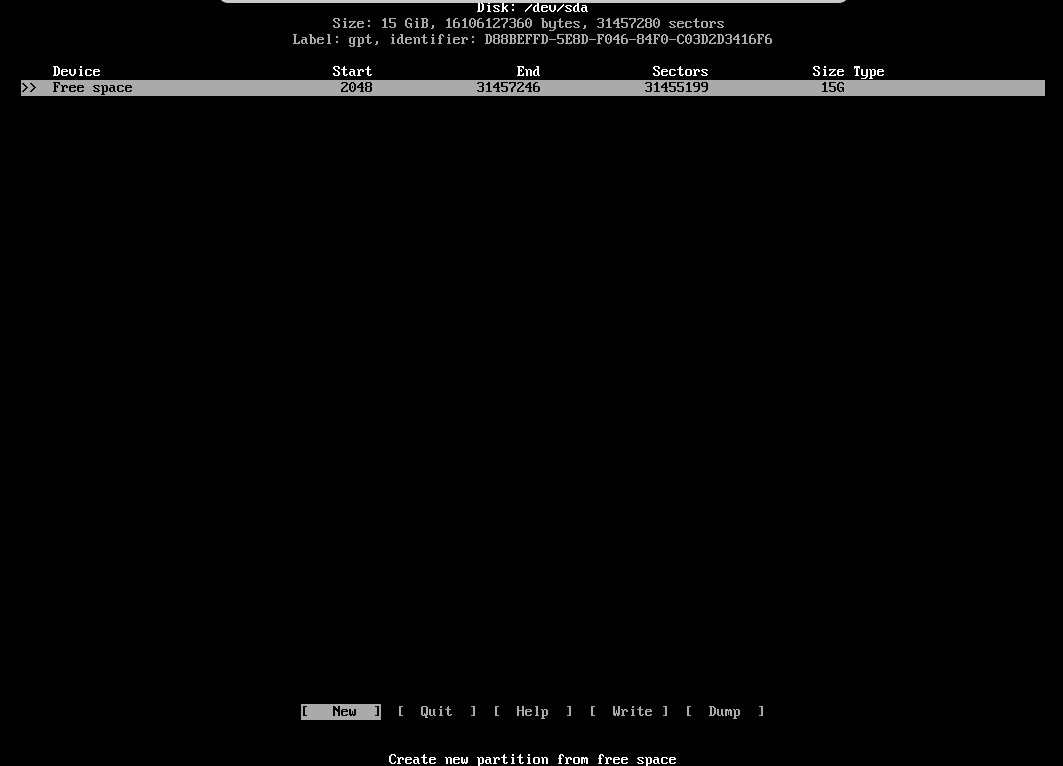 Disk: /dev/sda
Size: 15 GiB, 16106127360 bytes, 31457280 sectors
Label: gpt, identifier: D88BEFFD-5E8D-F046-84F0-C03D2D3416F6
Device Start End Sectors Size Type
>> Free space 2048 31457246 31455199 15G
[ New ] [ Quit ] [ Help ] [ Write ] [ Dump ]
Create new partition from free space